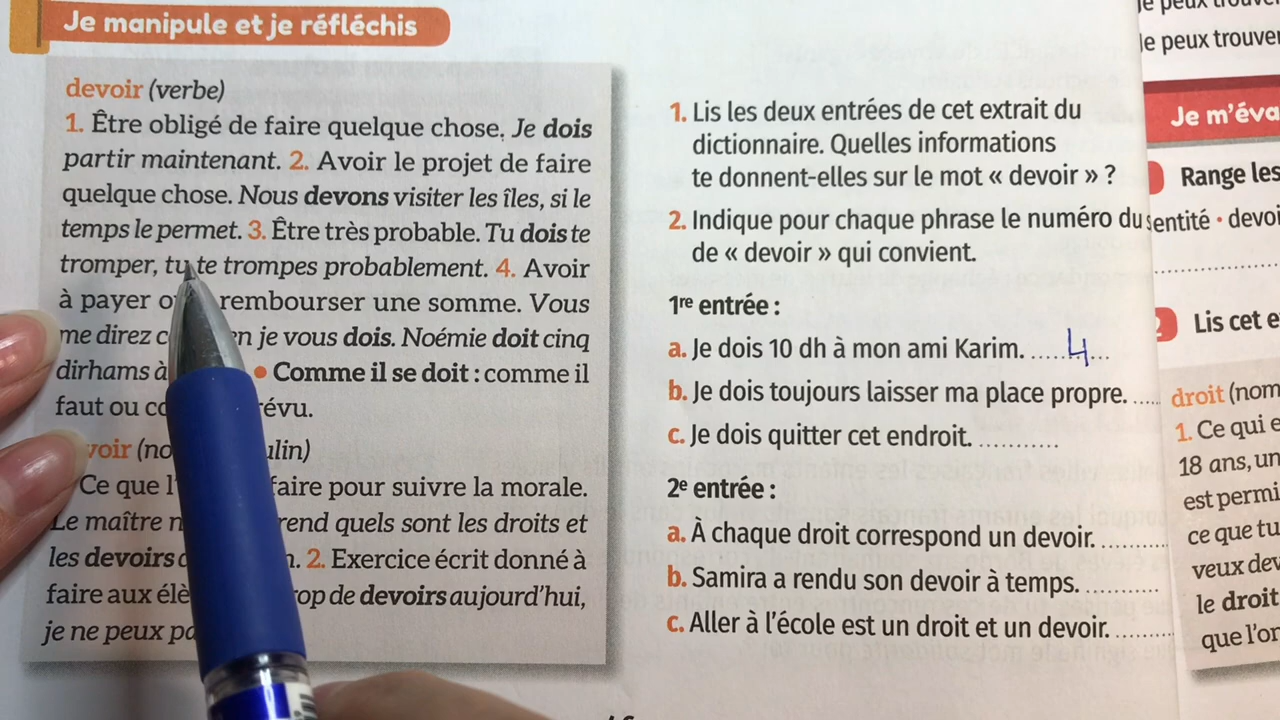 Je manipule et je réfléchis
devoir (verbe)
1. Être obligé de faire quelque chose. Je dois
partir maintenant. 2. Avoir le projet de faire
quelque chose. Nous devons visiter les îles, si le
temps le permet. 3. Être très probable. Tu dois te
tromper, tu te trompes probablement. 4. Avoir
à payer rembourser une somme. Vous
me direz je vous dois. Noémie doit cinq
dirhams à • Comme il se doit : comme il
faut ou
Ce que faire pour suivre la morale.
Le maître quels sont les droits et
les devoirs 2. Exercice écrit donné à
faire aux de devoirs aujourd'hui,
je ne peux
1. Lis les deux entrées de cet extrait du
dictionnaire. Quelles informations
te donnent-elles sur le mot « devoir » ?
2. Indique pour chaque phrase le numéro du
de « devoir » qui convient.
1re entrée :
a. Je dois 10 dh à mon ami Karim. .....4...
b. Je dois toujours laisser ma place propre. .....
c. Je dois quitter cet endroit. ...........
2e entrée :
a. À chaque droit correspond un devoir. .........
b. Samira a rendu son devoir à temps. ..........
c. Aller à l'école est un droit et un devoir. ........
je peux
Je peux trouver
Je m'éva
Range les
Lis cet e
droit (nom
1. Ce qui e
18 ans, un
est permi
ce que tu
veux dev
le droit
que l'on